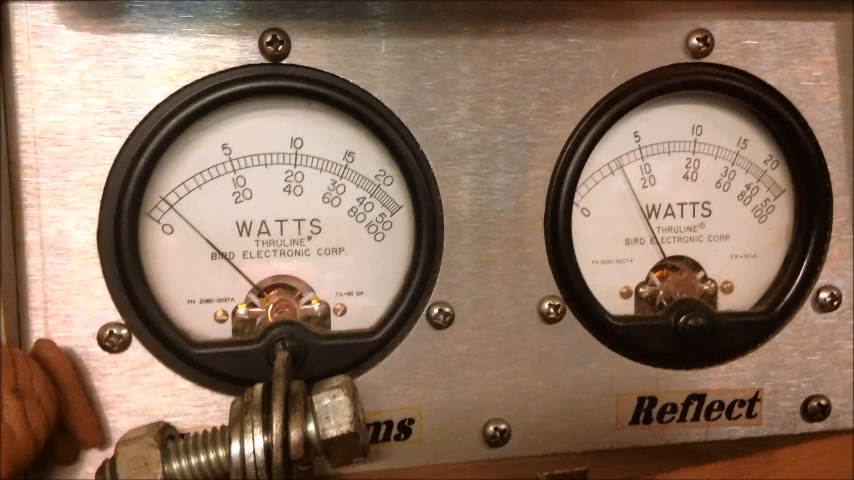 5 10 15 20
10 20 30 40 50
20 40 60 80 100
0
WATTS
THRULINE®
BIRD ELECTRONIC CORP.
PN 2080-002TA
ms
5 10 15 20
10 20 30 40 50
20 40 60 80 100
0
WATTS
THRULINE®
BIRD ELECTRONIC CORP.
Reflect